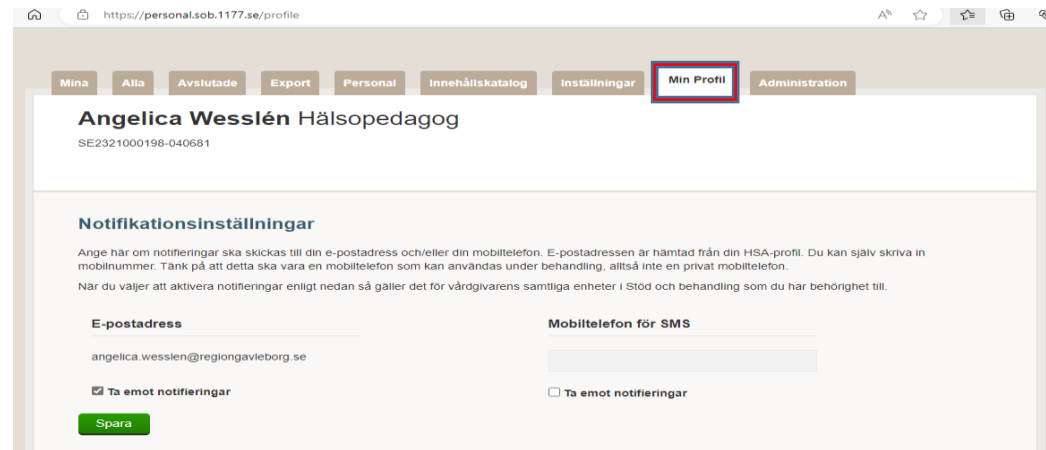 https://personal.sob.1177.se/profile
Mina Alla Avslutade Export Personal Innehållskatalog Inställningar Min Profil Administration
Angelica Wesslén Hälsopedagog
SE2321000198-040681
Notifikationsinställningar
Ange här om notifieringar ska skickas till din e-postadress och/eller din mobiltelefon. E-postadressen är hämtad från din HSA-profil. Du kan själv skriva in
mobilnummer. Tänk på att detta ska vara en mobiltelefon som kan användas under behandling, alltså inte en privat mobiltelefon.
När du väljer att aktivera notifieringar enligt nedan så gäller det för vårdgivarens samtliga enheter i Stöd och behandling som du har behörighet till.
E-postadress
angelica.wesslen@regiongavleborg.se
Ta emot notifieringar
Mobiltelefon för SMS
Ta emot notifieringar
Spara